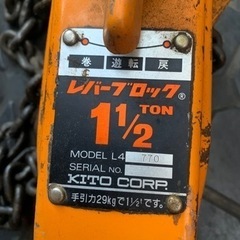 巻 遊転 戻
レバーブロック®
1 1/2 TON
MODEL L4 770
SERIAL NO.
KITO CORP.
手引力29kgで1½tです。